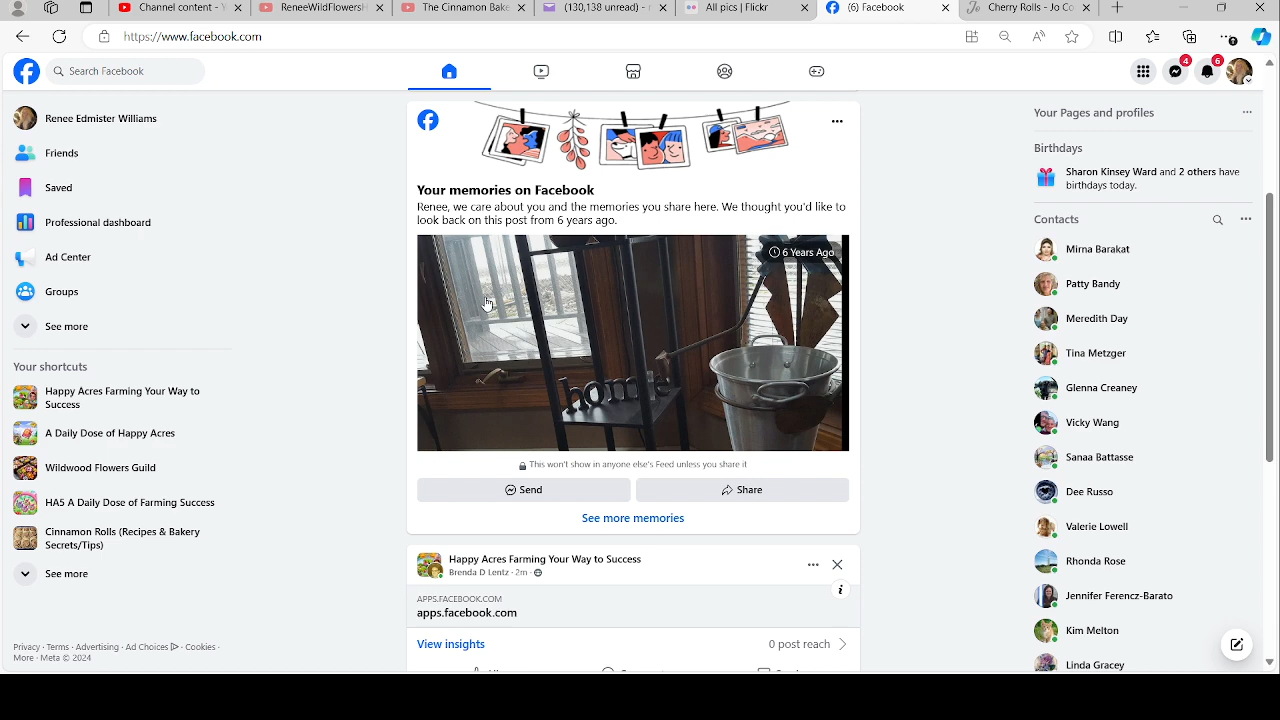 Channel content - Y
ReneeWildFlowersH
The Cinnamon Bake
(130,138 unread) - r
All pics | Flickr
(6) Facebook
Cherry Rolls - Jo Co
https://www.facebook.com
Search Facebook
4
6
Renee Edmister Williams
Friends
Saved
Professional dashboard
Ad Center
Groups
See more
Your shortcuts
Happy Acres Farming Your Way to
Success
A Daily Dose of Happy Acres
Wildwood Flowers Guild
HA5 A Daily Dose of Farming Success
Cinnamon Rolls (Recipes & Bakery
Secrets/Tips)
See more
Privacy · Terms · Advertising · Ad Choices · Cookies ·
More · Meta © 2024
Your memories on Facebook
Renee, we care about you and the memories you share here. We thought you'd like to
look back on this post from 6 years ago.
6 Years Ago
home
This won't show in anyone else's Feed unless you share it
Send
Share
See more memories
Happy Acres Farming Your Way to Success
Brenda D Lentz · 2m ·
APPS.FACEBOOK.COM
apps.facebook.com
View insights
0 post reach
Your Pages and profiles
Birthdays
Sharon Kinsey Ward and 2 others have
birthdays today.
Contacts
Mirna Barakat
Patty Bandy
Meredith Day
Tina Metzger
Glenna Creaney
Vicky Wang
Sanaa Battasse
Dee Russo
Valerie Lowell
Rhonda Rose
Jennifer Ferencz-Barato
Kim Melton
Linda Gracey